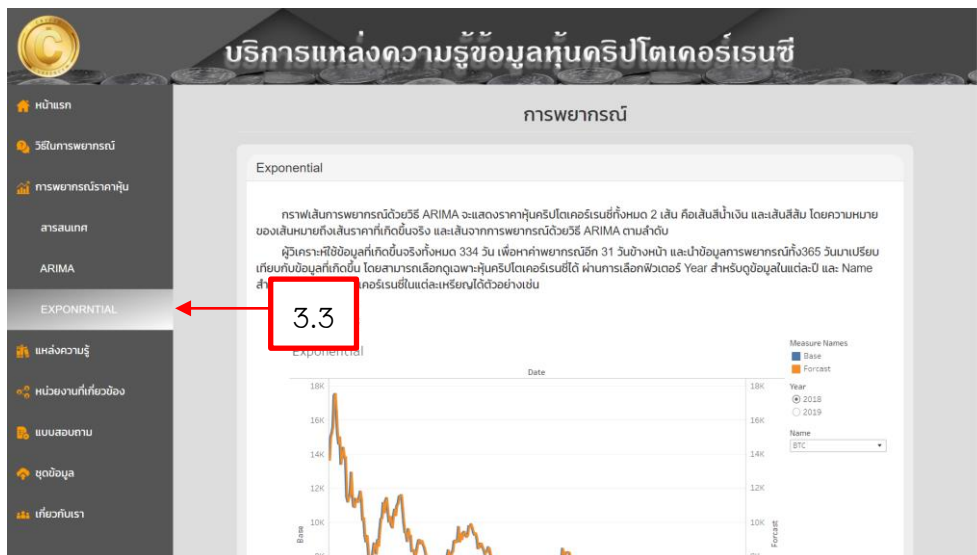 บริการแหล่งความรู้ข้อมูลหุ้นคริปโตเคอร์เรนซี
หน้าแรก
วิธีในการพยากรณ์
การพยากรณ์ราคาหุ้น
สารสนเทศ
ARIMA
EXPONRNTIAL
แหล่งความรู้
หน่วยงานที่เกี่ยวข้อง
แบบสอบถาม
ชุดข้อมูล
เกี่ยวกับเรา
การพยากรณ์
Exponential
กราฟเส้นการพยากรณ์ด้วยวิธี ARIMA จะแสดงราคาหุ้นคริปโตเคอร์เรนซี่ทั้งหมด 2 เส้น คือเส้นสีน้ำเงิน และเส้นสีส้ม โดยความหมาย
ของเส้นหมายถึงเส้นราคาที่เกิดขึ้นจริง และเส้นจากการพยากรณ์ด้วยวิธี ARIMA ตามลำดับ
ผู้วิเคราะห์ใช้ข้อมูลที่เกิดขึ้นจริงทั้งหมด 334 วัน เพื่อหาค่าพยากรณ์อีก 31 วันข้างหน้า และนำข้อมูลการพยากรณ์ทั้ง365 วันมาเปรียบ
เทียบกับข้อมูลที่เกิดขึ้น โดยสามารถเลือกดูเฉพาะหุ้นคริปโตเคอร์เรนซี่ได้ ผ่านการเลือกฟิวเตอร์ Year สำหรับดูข้อมูลในแต่ละปี และ Name
คอร์เรนซี่ในแต่ละเหรียญได้ตัวอย่างเช่น
3.3
Exponential
Date
18K
16K
14K
12K
10K
Base
18K
16K
14K
12K
10K
Forcast
Measure Names
Base
Forcast
Year
2018
2019
Name
BTC